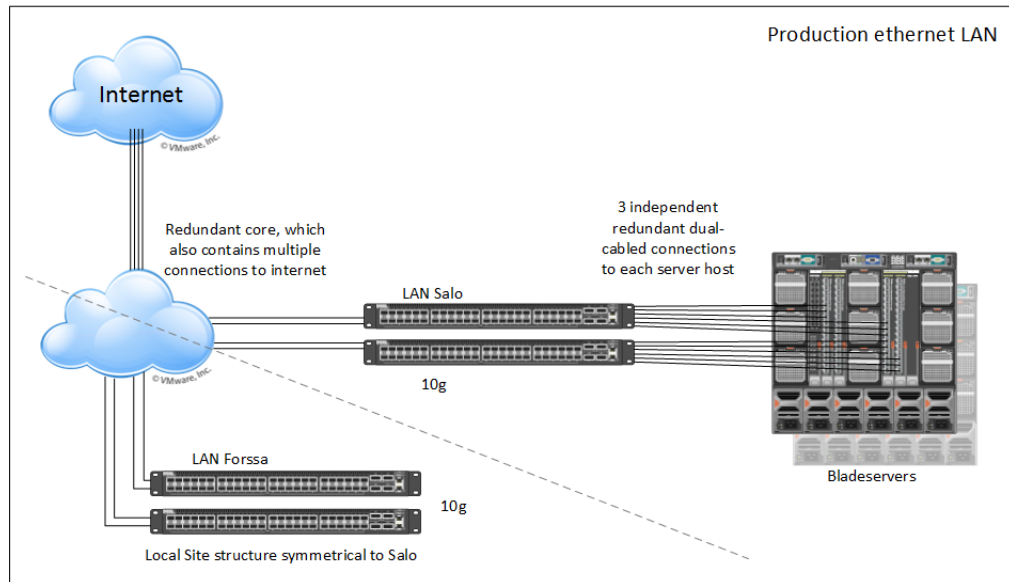 Production ethernet LAN
Internet
© VMware, Inc.
Redundant core, which
also contains multiple
connections to internet
3 independent
redundant dual-
cabled connections
to each server host
LAN Salo
10g
© VMware, Inc.
Bladeservers
LAN Forssa
10g
Local Site structure symmetrical to Salo